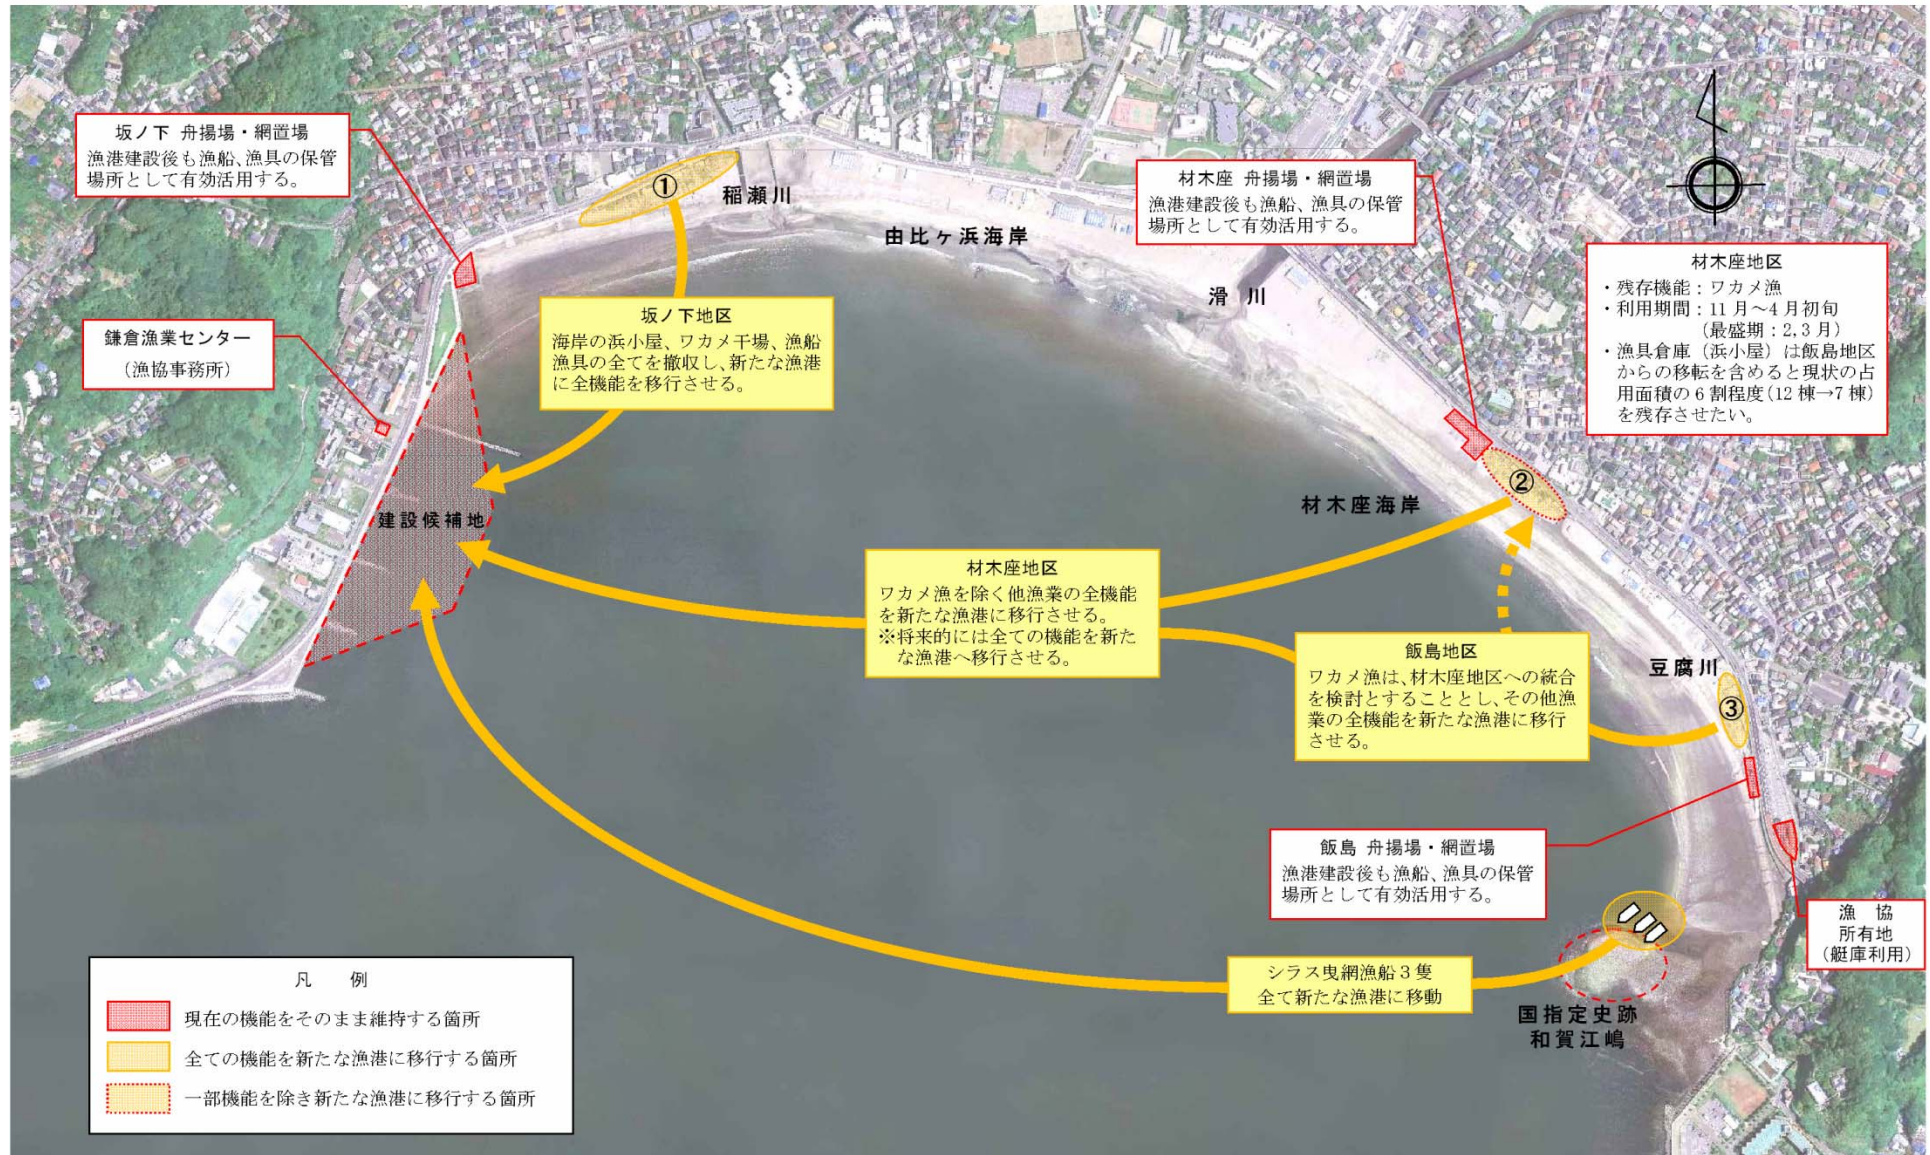 坂ノ下 舟揚場・網置場
漁港建設後も漁船、漁具の保管
場所として有効活用する。
①
稲瀬川
由比ヶ浜海岸
材木座 舟揚場・網置場
漁港建設後も漁船、漁具の保管
場所として有効活用する。
材木座地区
・残存機能：ワカメ漁
・利用期間：11月～4月初旬
（最盛期：2,3月）
・漁具倉庫（浜小屋）は飯島地区
からの移転を含めると現状の占
用面積の6割程度(12棟→7棟)
を残存させたい。
滑川
鎌倉漁業センター
（漁協事務所）
坂ノ下地区
海岸の浜小屋、ワカメ干場、漁船
漁具の全てを撤収し、新たな漁港
に全機能を移行させる。
②
材木座海岸
建設候補地
材木座地区
ワカメ漁を除く他漁業の全機能
を新たな漁港に移行させる。
※将来的には全ての機能を新た
な漁港へ移行させる。
飯島地区
ワカメ漁は、材木座地区への統合
を検討とすることとし、その他漁
業の全機能を新たな漁港に移行
させる。
豆腐川
③
飯島 舟揚場・網置場
漁港建設後も漁船、漁具の保管
場所として有効活用する。
漁協
所有地
（艇庫利用）
シラス曳網漁船3隻
全て新たな漁港に移動
国指定史跡
和賀江嶋
凡例
現在の機能をそのまま維持する箇所
全ての機能を新たな漁港に移行する箇所
一部機能を除き新たな漁港に移行する箇所